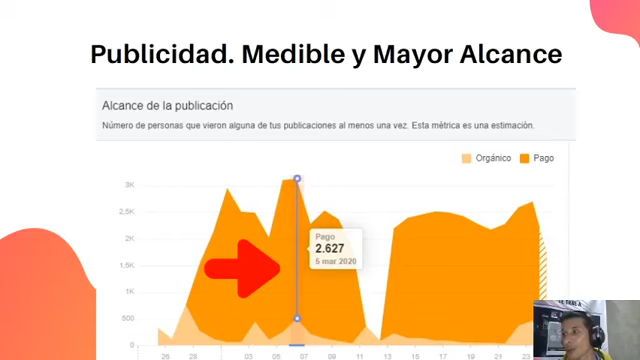 Publicidad. Medible y Mayor Alcance
Alcance de la publicación
Número de personas que vieron alguna de tus publicaciones al menos una vez. Esta métrica es una estimación.
Orgánico Pago
3K
2,5K
2K
1,5K
1K
500
0
Pago
2.627
5 mar 2020
26 28 01 03 05 07 09 11 13 15 17 19 21 23